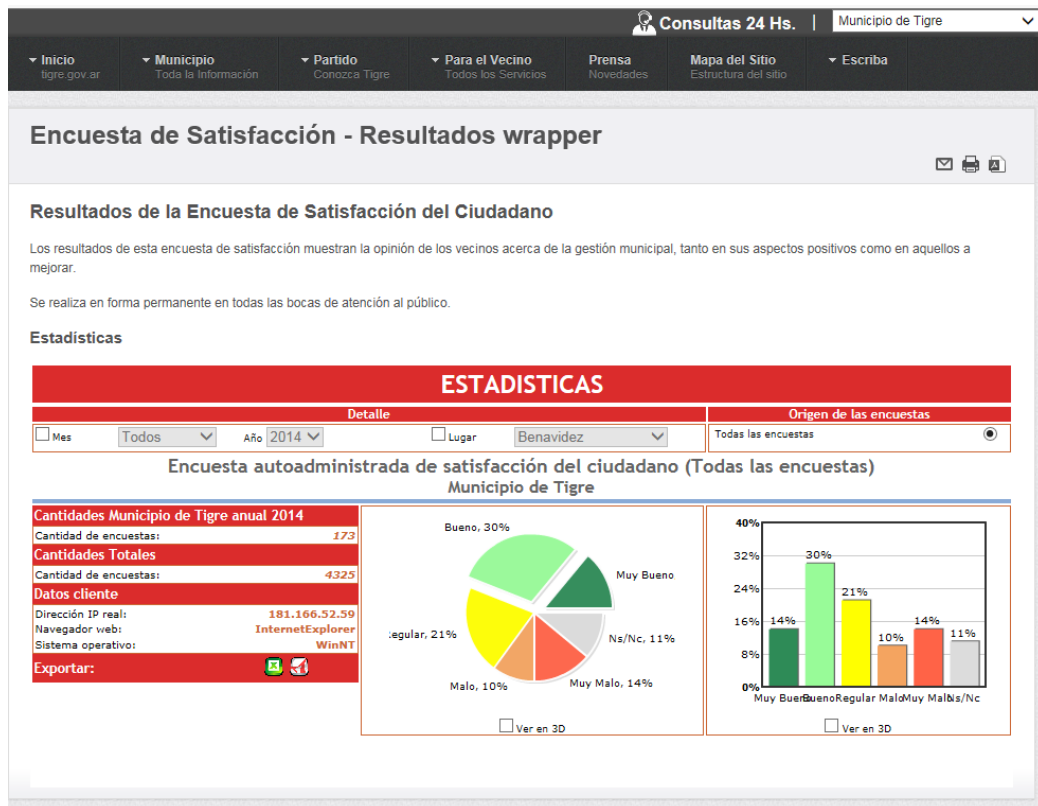 Consultas 24 Hs. | Municipio de Tigre
Inicio
tigre.gov.ar
Municipio
Toda la Información
Partido
Conozca Tigre
Para el Vecino
Todos los Servicios
Prensa
Novedades
Mapa del Sitio
Estructura del sitio
Escriba
Encuesta de Satisfacción - Resultados wrapper
Resultados de la Encuesta de Satisfacción del Ciudadano
Los resultados de esta encuesta de satisfacción muestran la opinión de los vecinos acerca de la gestión municipal, tanto en sus aspectos positivos como en aquellos a
mejorar.
Se realiza en forma permanente en todas las bocas de atención al público.
Estadísticas
ESTADISTICAS
Detalle
Origen de las encuestas
Mes Todos Año 2014 Lugar Benavidez
Todas las encuestas
Encuesta autoadministrada de satisfacción del ciudadano (Todas las encuestas)
Municipio de Tigre
Cantidades Municipio de Tigre anual 2014
Cantidad de encuestas: 173
Cantidades Totales
Cantidad de encuestas: 4325
Datos cliente
Dirección IP real: 181.166.52.59
Navegador web: InternetExplorer
Sistema operativo: WinNT
Exportar:
Bueno, 30%
Muy Bueno
:egular, 21%
Ns/Nc, 11%
Malo, 10%
Muy Malo, 14%
Ver en 3D
40%
32%
24%
16%
8%
0%
14%
30%
21%
10%
14%
11%
Muy Bueno Bueno Regular Malo Muy Malo Ns/Nc
Ver en 3D